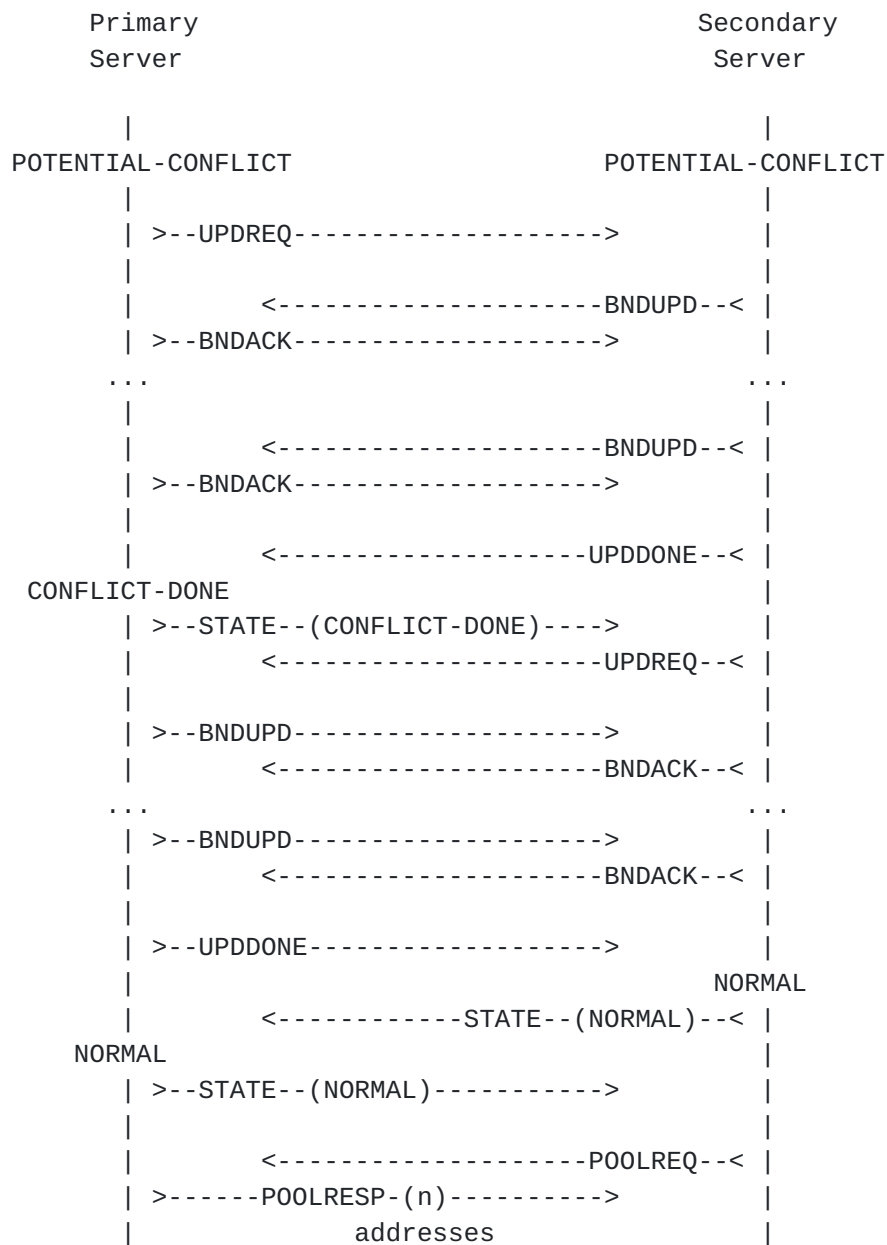 Primary                                Secondary
     Server                                  Server

       |                                         |
POTENTIAL-CONFLICT                    POTENTIAL-CONFLICT
       |                                         |
       | >--UPDREQ-------------------->          |
       |                                         |
       |        <---------------------BNDUPD--< |
       | >--BNDACK-------------------->          |
      ...                                       ...
       |                                         |
       |        <---------------------BNDUPD--< |
       | >--BNDACK-------------------->          |
       |                                         |
       |        <--------------------UPDDONE--< |
 CONFLICT-DONE                                   |
       | >--STATE--(CONFLICT-DONE)---->          |
       |        <---------------------UPDREQ--< |
       |                                         |
       | >--BNDUPD-------------------->          |
       |        <---------------------BNDACK--< |
      ...                                       ...
       | >--BNDUPD-------------------->          |
       |        <---------------------BNDACK--< |
       |                                         |
       | >--UPDDONE------------------->          |
       |                                     NORMAL
       |        <------------STATE--(NORMAL)--< |
    NORMAL                                       |
       | >--STATE--(NORMAL)----------->          |
       |                                         |
       |        <--------------------POOLREQ--< |
       | >------POOLRESP-(n)---------->          |
       |              addresses                  |